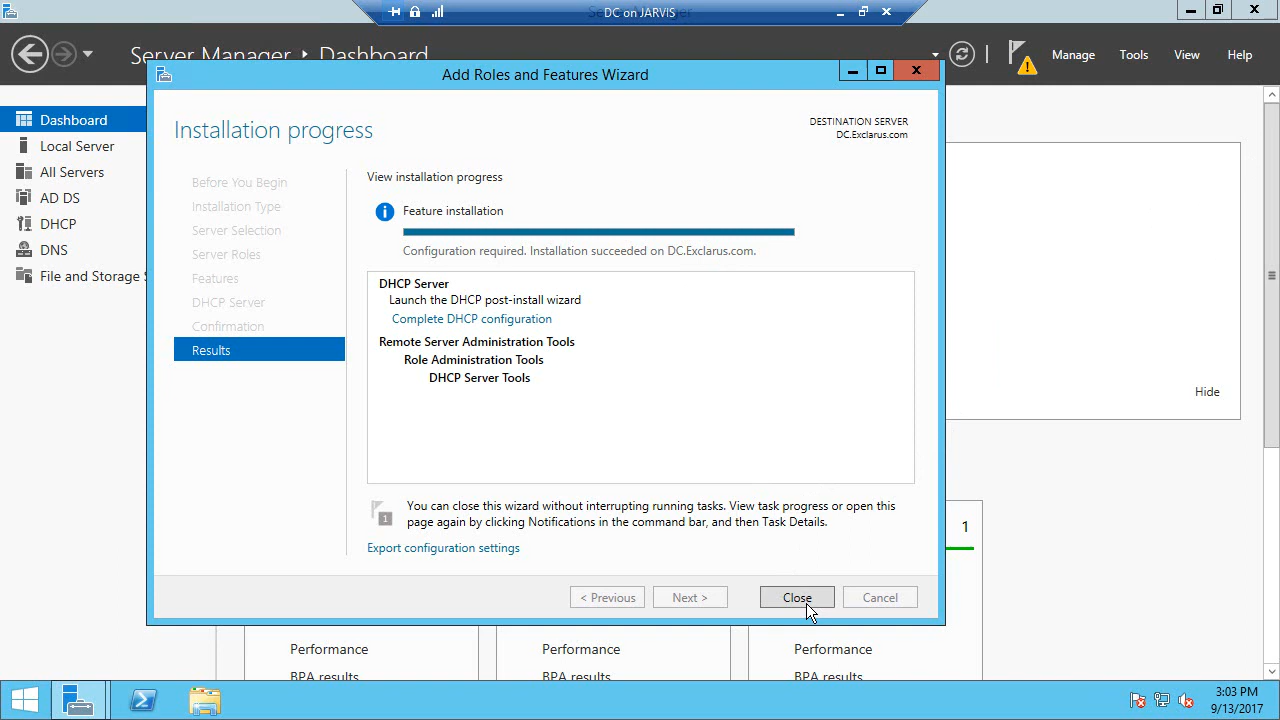 DC on JARVIS
Server Manager ‣ Dashboard
Manage
Tools
View
Help
Dashboard
Local Server
All Servers
AD DS
DHCP
DNS
File and Storage
Add Roles and Features Wizard
Installation progress
DESTINATION SERVER
DC.Exclarus.com
Before You Begin
Installation Type
Server Selection
Server Roles
Features
DHCP Server
Confirmation
Results
View installation progress
Feature installation
Configuration required. Installation succeeded on DC.Exclarus.com.
DHCP Server
Launch the DHCP post-install wizard
Complete DHCP configuration
Remote Server Administration Tools
Role Administration Tools
DHCP Server Tools
1
You can close this wizard without interrupting running tasks. View task progress or open this
page again by clicking Notifications in the command bar, and then Task Details.
Export configuration settings
< Previous
Next >
Close
Cancel
Hide
1
Performance
Performance
Performance
BPA results
BPA results
BPA results
3:03 PM
9/13/2017